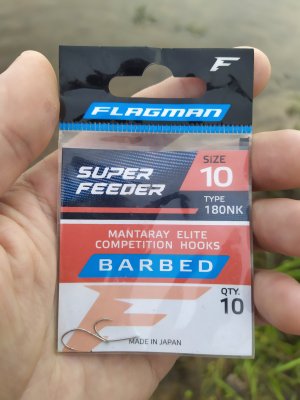 FLAGMAN
SUPER FEEDER
SIZE
10
TYPE
180NK
MANTARAY ELITE
COMPETITION HOOKS
BARBED
QTY.
10
MADE IN JAPAN